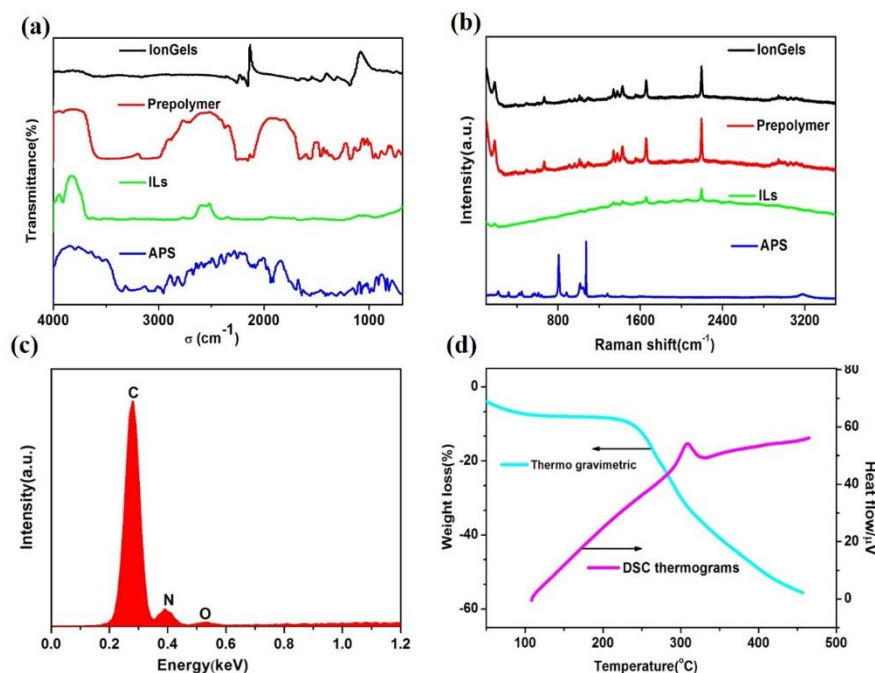 (a)
IonGels
Prepolymer
ILs
APS
Transmittance(%)
4000 3000 2000 1000
σ (cm-1)
(b)
IonGels
Prepolymer
ILs
APS
Intensity(a.u.)
800 1600 2400 3200
Raman shift(cm-1)
(c)
C
N
O
Intensity(a.u.)
0.0 0.2 0.4 0.6 0.8 1.0 1.2
Energy(keV)
(d)
0
-20
-40
-60
Weight loss(%)
Thermo gravimetric
DSC thermograms
80
60
40
20
0
Heat flow/μV
100 200 300 400 500
Temperature(°C)